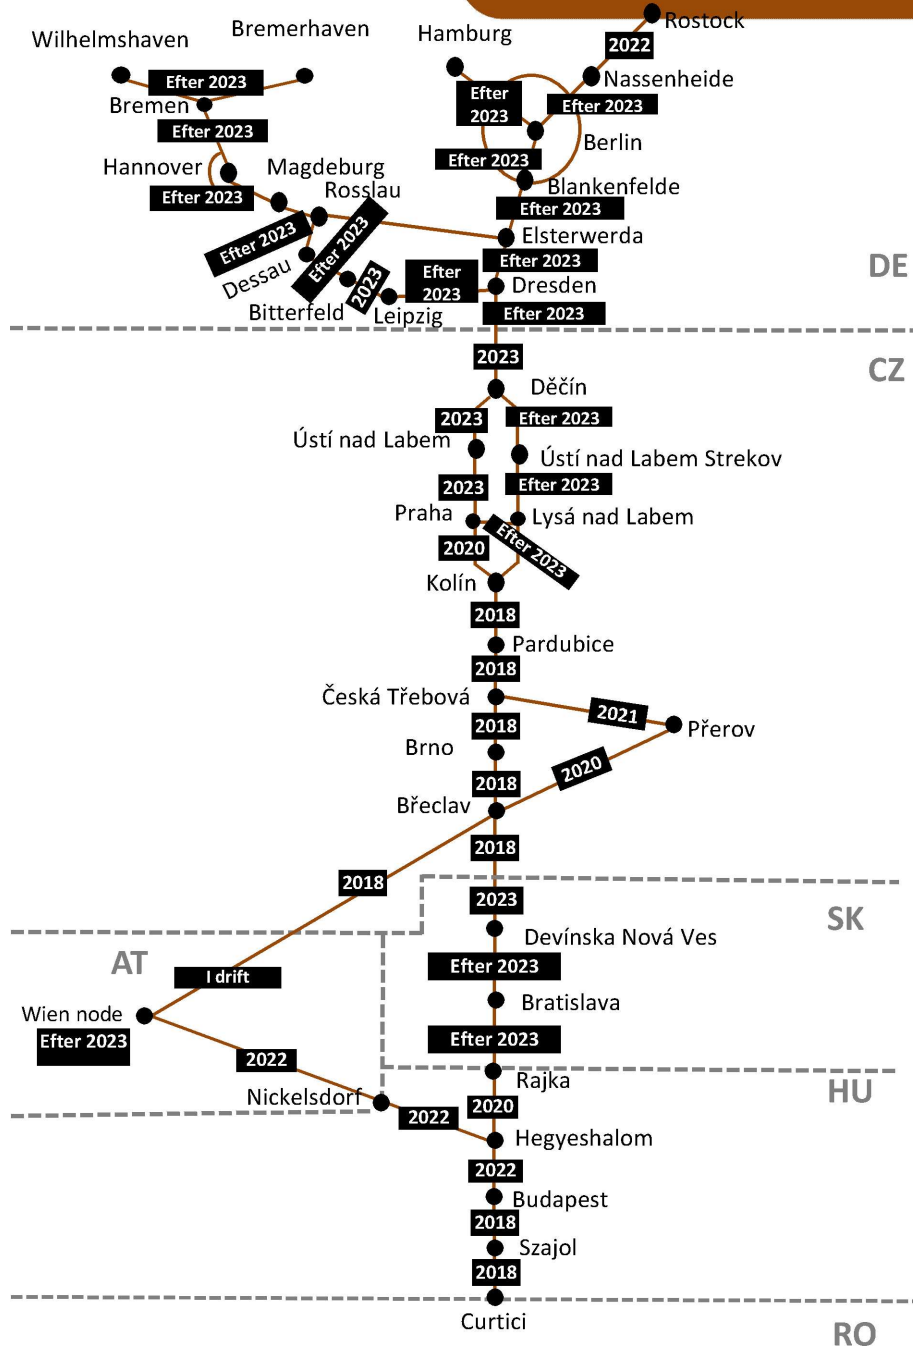 Rostock
Wilhelmshaven
Bremerhaven
Hamburg
2022
Efter 2023
Nassenheide
Efter
2023
Efter 2023
Bremen
Efter 2023
Berlin
Efter 2023
Hannover
Magdeburg
Rosslau
Efter 2023
Blankenfelde
Efter 2023
Efter 2023
Efter 2023
Elsterwerda
Efter 2023
DE
Dessau
2023
Efter
2023
Dresden
Bitterfeld
Leipzig
Efter 2023
2023
CZ
Děčín
2023
Efter 2023
Ústí nad Labem
Ústí nad Labem Strekov
2023
Efter 2023
Praha
Lysá nad Labem
2020
Efter 2023
Kolín
2018
Pardubice
2018
Česká Třebová
2021
2018
Přerov
Brno
2020
2018
Břeclav
2018
2018
2023
SK
Devínska Nová Ves
AT
Efter 2023
I drift
Bratislava
Wien node
Efter 2023
Efter 2023
2022
Rajka
HU
Nickelsdorf
2020
2022
Hegyeshalom
2022
Budapest
2018
Szajol
2018
Curtici
RO